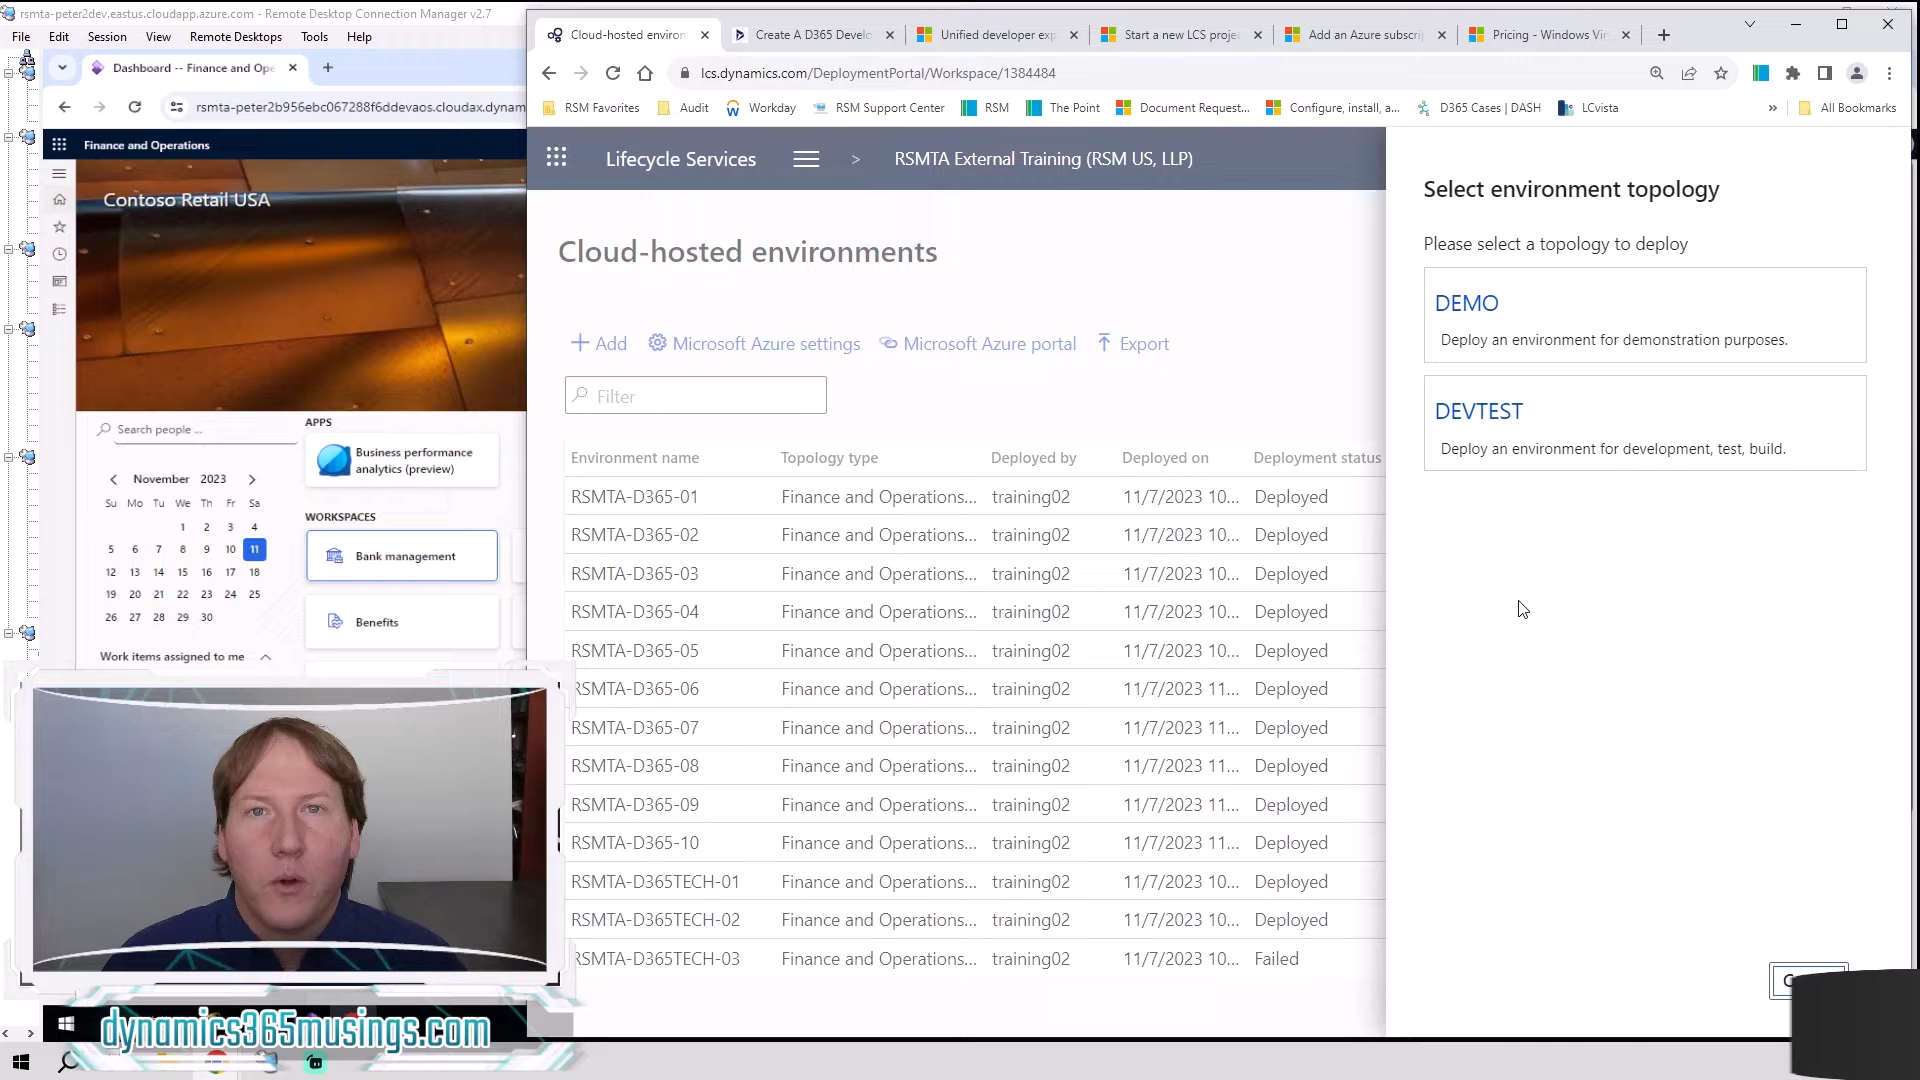 rsmta-peter2dev.eastus.cloudapp.azure.com - Remote Desktop Connection Manager v2.7
File Edit Session View Remote Desktops Tools Help
Dashboard -- Finance and Ope
rsmta-peter2b956ebc067288f6ddevaos.cloudax.dynam
Finance and Operations
Contoso Retail USA
Search people ...
November 2023
Su Mo Tu We Th Fr Sa
1 2 3 4
5 6 7 8 9 10 11
12 13 14 15 16 17 18
19 20 21 22 23 24 25
26 27 28 29 30
Work items assigned to me
APPS
Business performance
analytics (preview)
WORKSPACES
Bank management
Benefits
Cloud-hosted environ
Create A D365 Develo
Unified developer exp
Start a new LCS proje
Add an Azure subscrip
Pricing - Windows Vir
lcs.dynamics.com/DeploymentPortal/Workspace/1384484
RSM Favorites Audit Workday RSM Support Center RSM The Point Document Request... Configure, install, a... D365 Cases | DASH LCvista » All Bookmarks
Lifecycle Services > RSMTA External Training (RSM US, LLP)
Cloud-hosted environments
Add Microsoft Azure settings Microsoft Azure portal Export
Filter
Environment name Topology type Deployed by Deployed on Deployment status
RSMTA-D365-01 Finance and Operations... training02 11/7/2023 10... Deployed
RSMTA-D365-02 Finance and Operations... training02 11/7/2023 10... Deployed
RSMTA-D365-03 Finance and Operations... training02 11/7/2023 10... Deployed
RSMTA-D365-04 Finance and Operations... training02 11/7/2023 10... Deployed
RSMTA-D365-05 Finance and Operations... training02 11/7/2023 10... Deployed
RSMTA-D365-06 Finance and Operations... training02 11/7/2023 11... Deployed
RSMTA-D365-07 Finance and Operations... training02 11/7/2023 11... Deployed
RSMTA-D365-08 Finance and Operations... training02 11/7/2023 11... Deployed
RSMTA-D365-09 Finance and Operations... training02 11/7/2023 11... Deployed
RSMTA-D365-10 Finance and Operations... training02 11/7/2023 11... Deployed
RSMTA-D365TECH-01 Finance and Operations... training02 11/7/2023 10... Deployed
RSMTA-D365TECH-02 Finance and Operations... training02 11/7/2023 10... Deployed
RSMTA-D365TECH-03 Finance and Operations... training02 11/7/2023 10... Failed
Select environment topology
Please select a topology to deploy
DEMO
Deploy an environment for demonstration purposes.
DEVTEST
Deploy an environment for development, test, build.
dynamics365musings.com